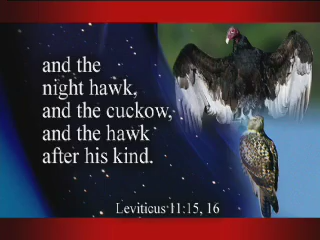 and the
night hawk,
and the cuckow,
and the hawk
after his kind.
Leviticus 11:15, 16